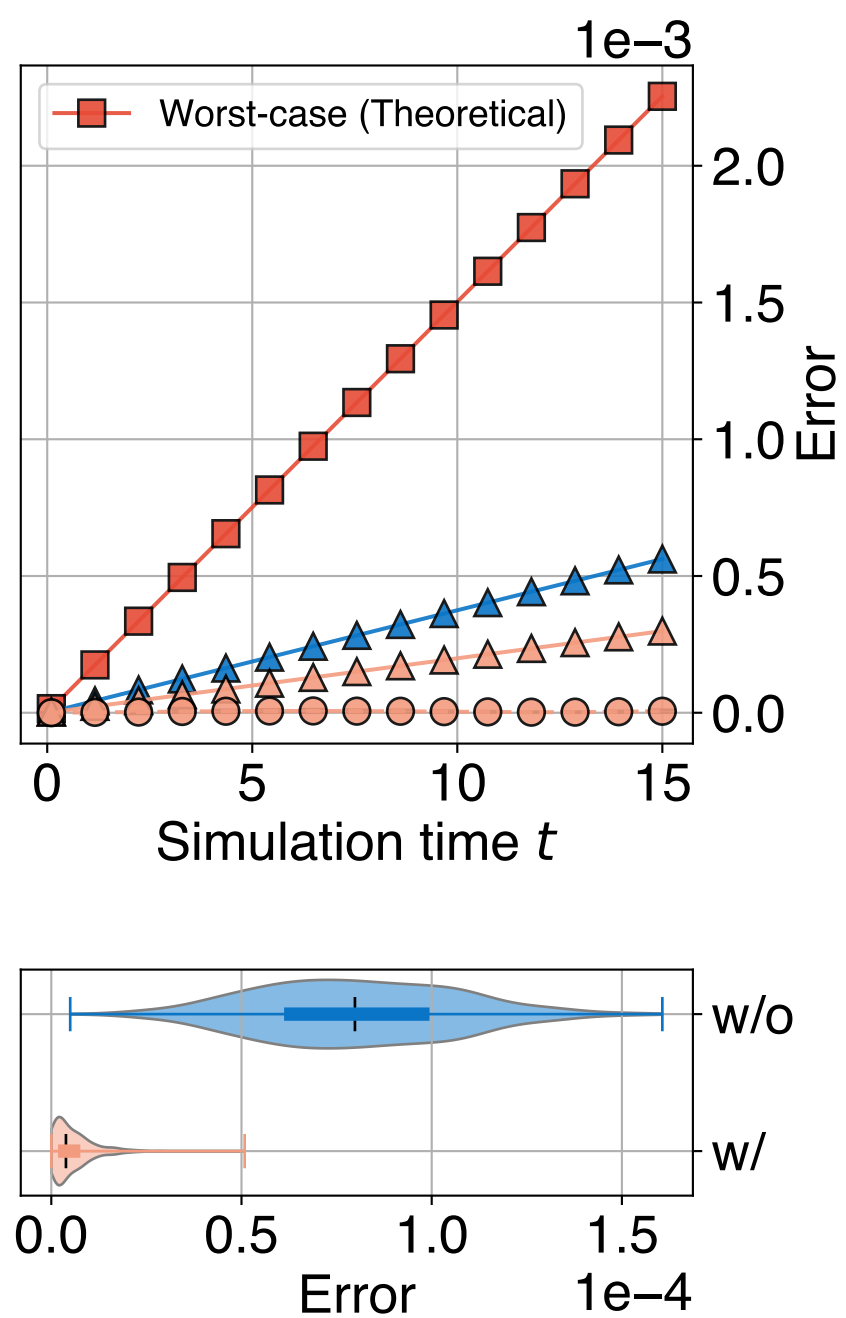 1e−3
Worst-case (Theoretical)
2.0
1.5
1.0
0.5
0.0
Error
0 5 10 15
Simulation time t
w/o
w/
0.0 0.5 1.0 1.5
Error
1e−4